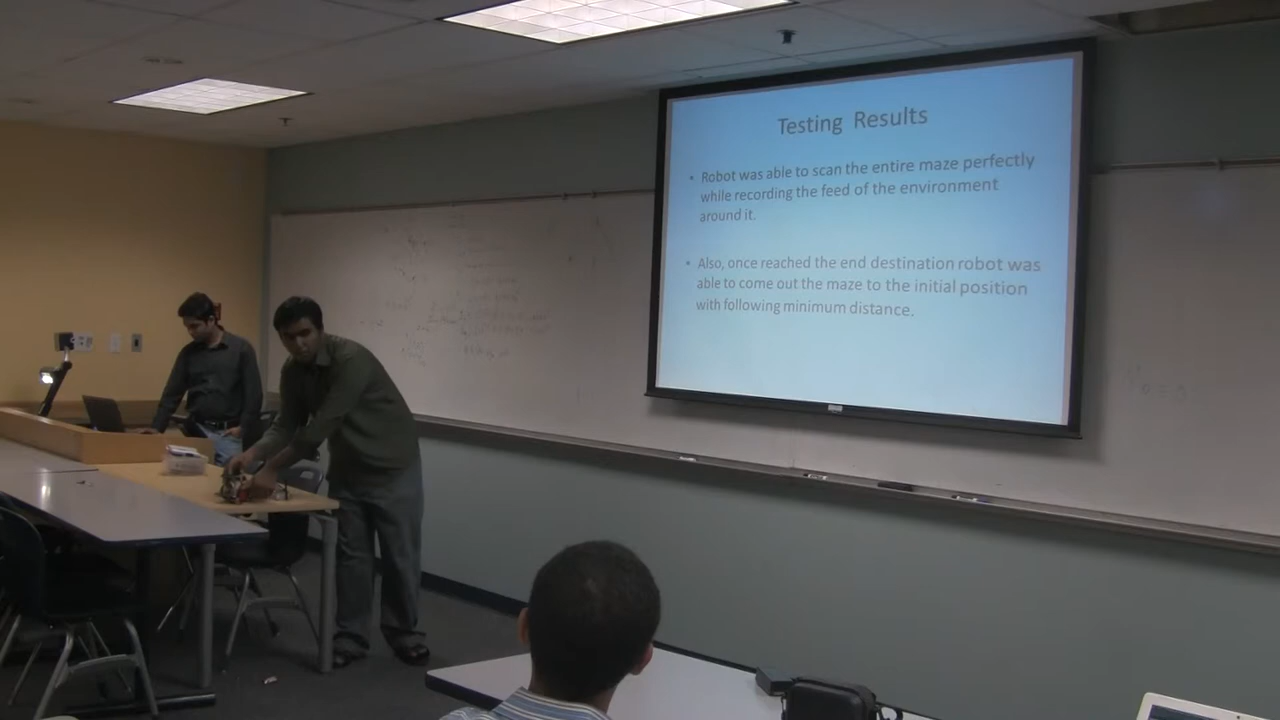 Testing Results
• Robot was able to scan the entire maze perfectly
while recording the feed of the environment
around it.
• Also, once reached the end destination robot was
able to come out the maze to the initial position
with following minimum distance.